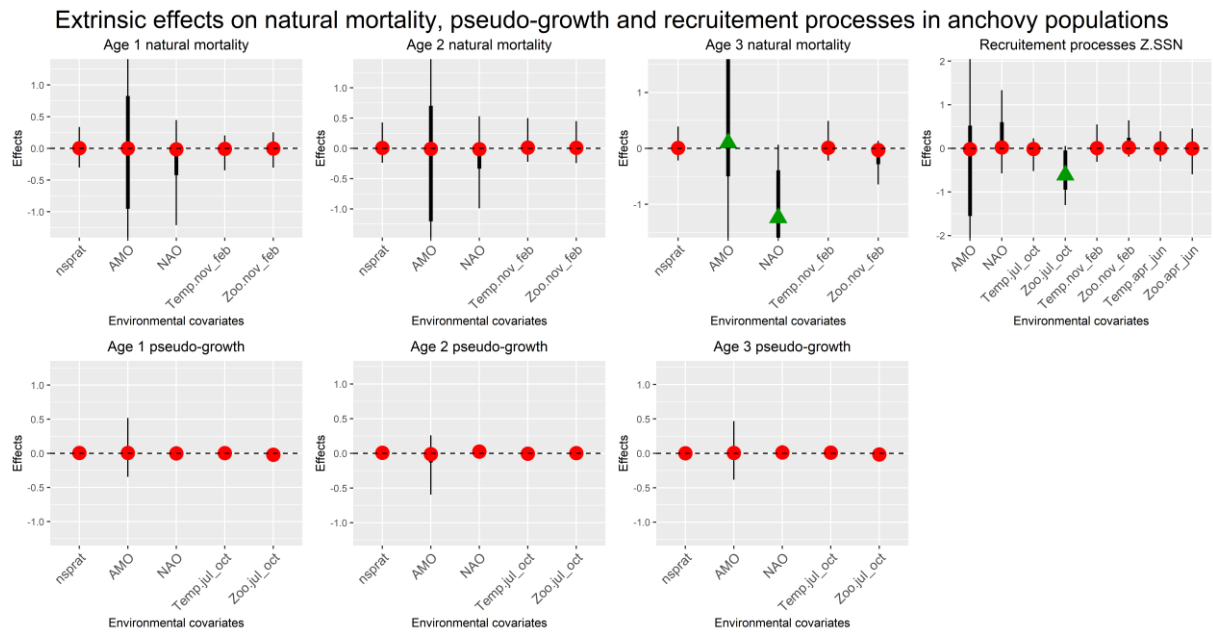 Extrinsic effects on natural mortality, pseudo-growth and recruitement processes in anchovy populations
Age 1 natural mortality
Effects
1.0
0.5
0.0
-0.5
-1.0
nsprat
AMO
NAO
Temp.nov_feb
Zoo.nov_feb
Environmental covariates
Age 2 natural mortality
Effects
1.0
0.5
0.0
-0.5
-1.0
nsprat
AMO
NAO
Temp.nov_feb
Zoo.nov_feb
Environmental covariates
Age 3 natural mortality
Effects
1
0
-1
nsprat
AMO
NAO
Temp.nov_feb
Zoo.nov_feb
Environmental covariates
Recruitement processes Z.SSN
Effects
2
1
0
-1
-2
AMO
NAO
Temp.jul_oct
Zoo.jul_oct
Temp.nov_feb
Zoo.nov_feb
Temp.apr_jun
Zoo.apr_jun
Environmental covariates
Age 1 pseudo-growth
Effects
1.0
0.5
0.0
-0.5
-1.0
nsprat
AMO
NAO
Temp.jul_oct
Zoo.jul_oct
Environmental covariates
Age 2 pseudo-growth
Effects
1.0
0.5
0.0
-0.5
-1.0
nsprat
AMO
NAO
Temp.jul_oct
Zoo.jul_oct
Environmental covariates
Age 3 pseudo-growth
Effects
1.0
0.5
0.0
-0.5
-1.0
nsprat
AMO
NAO
Temp.jul_oct
Zoo.jul_oct
Environmental covariates